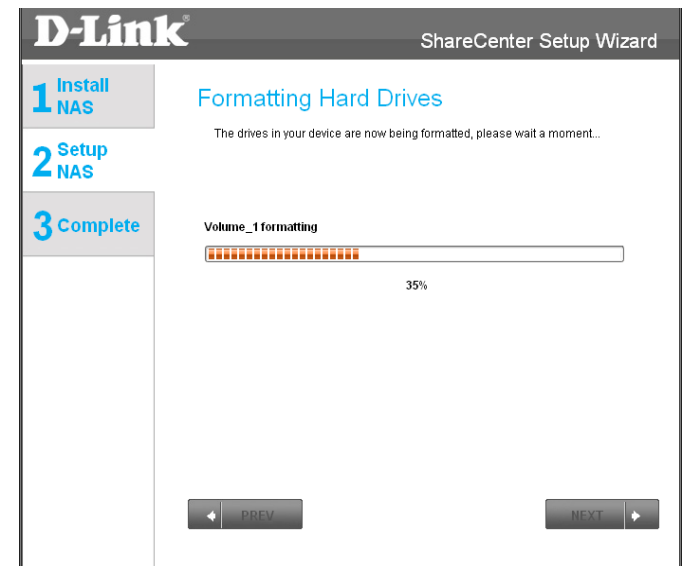 D-Link®
ShareCenter Setup Wizard
1 Install
NAS
2 Setup
NAS
3 Complete
Formatting Hard Drives
The drives in your device are now being formatted, please wait a moment...
Volume_1 formatting
35%
PREV
NEXT